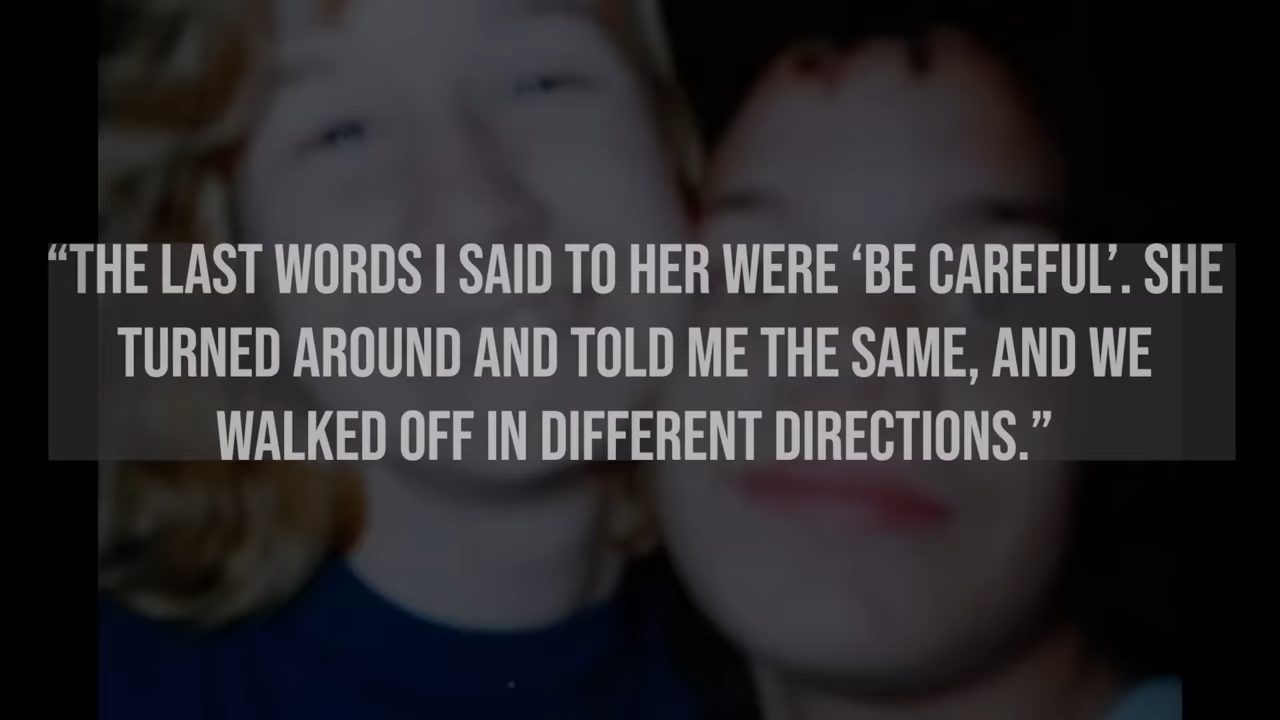 “THE LAST WORDS I SAID TO HER WERE ‘BE CAREFUL’. SHE
TURNED AROUND AND TOLD ME THE SAME, AND WE
WALKED OFF IN DIFFERENT DIRECTIONS.”